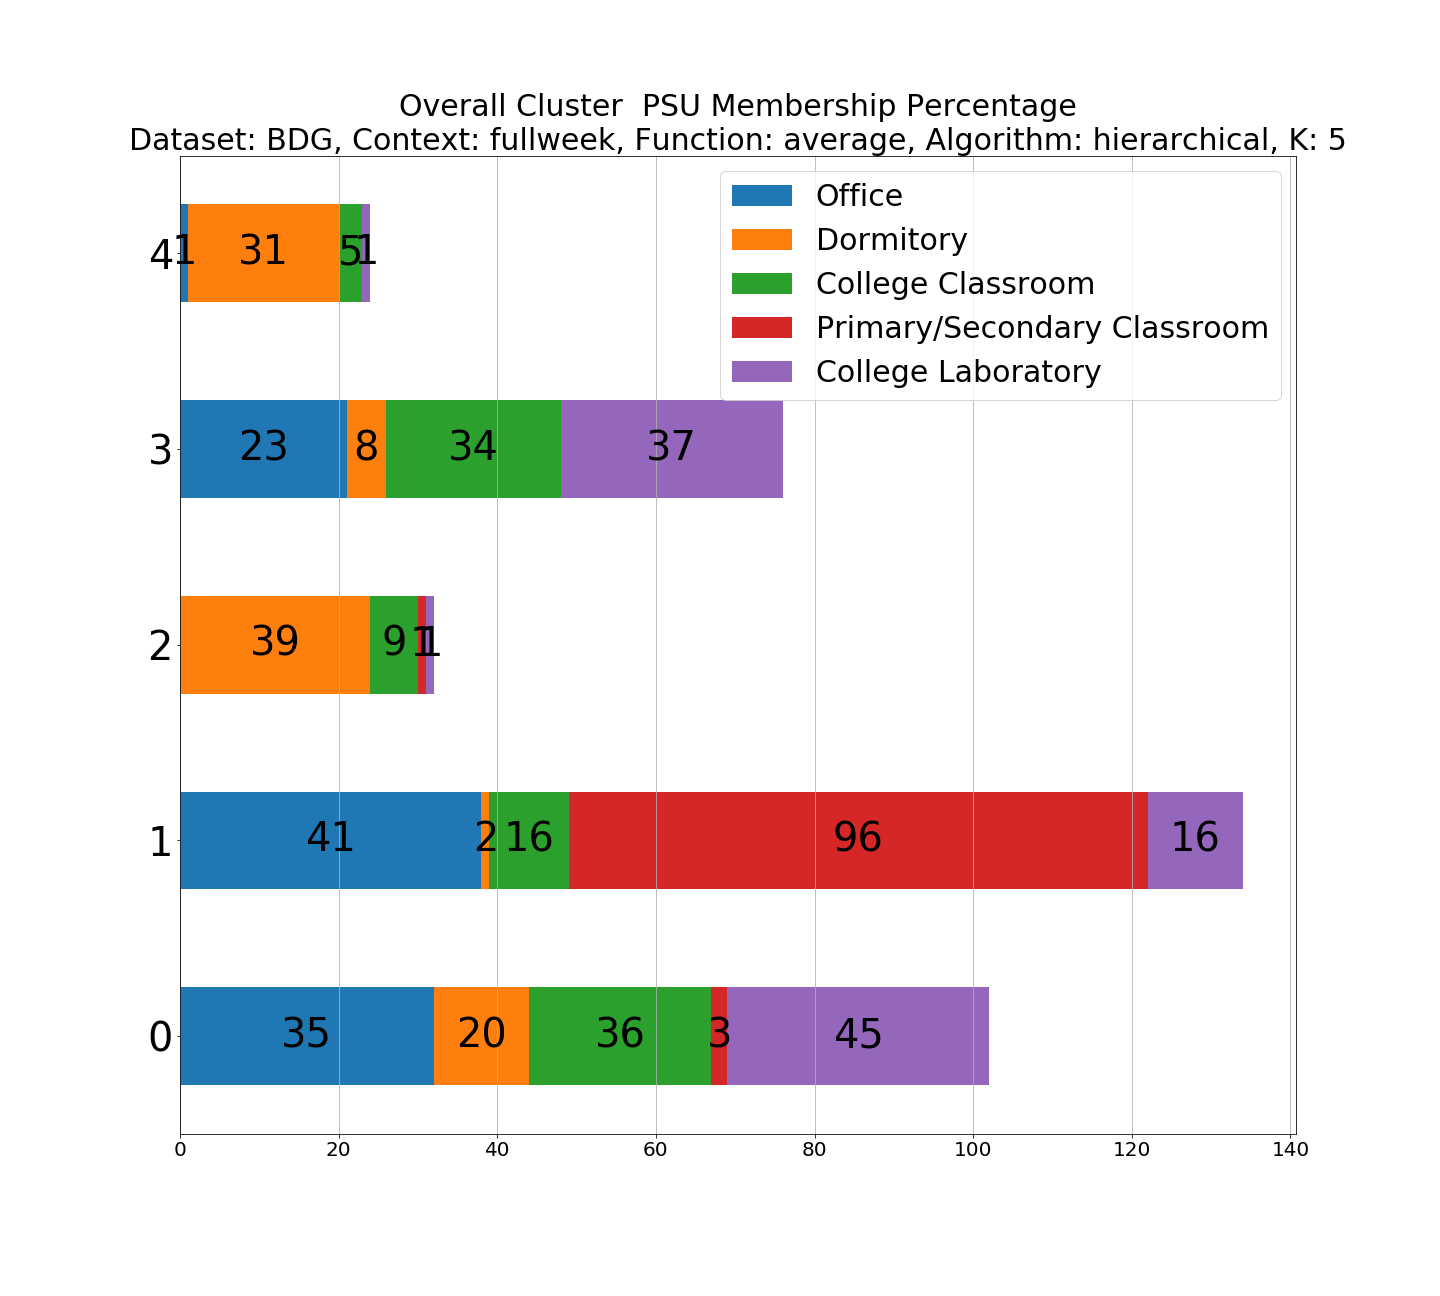 Overall Cluster  PSU Membership Percentage
Dataset: BDG, Context: fullweek, Function: average, Algorithm: hierarchical, K: 5
Office
Dormitory
College Classroom
Primary/Secondary Classroom
College Laboratory
4 1 31 5 1
3 23 8 34 37
2 39 9 1 1
1 41 2 16 96 16
0 35 20 36 3 45
0 20 40 60 80 100 120 140